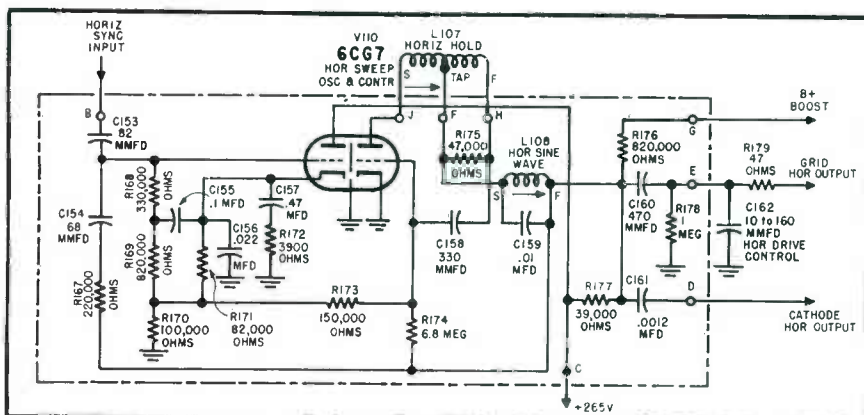 HORIZ
SYNC
INPUT
V110
6CG7
HOR SWEEP
OSC & CONTR
L107
HORIZ HOLD
S
TAP
F
B
J
F
H
C153
82
MMFD
R168
330,000
OHMS
C155
.1 MFD
C157
.47
MFD
R175
47,000
OHMS
L108
HOR SINE
WAVE
S
F
R176
820,000
OHMS
G
B+
BOOST
E
R179
47
OHMS
GRID
HOR OUTPUT
C160
470
MMFD
R178
1
MEG
C162
10 to 160
MMFD
HOR DRIVE
CONTROL
C154
68
MMFD
R169
820,000
OHMS
C156
.022
MFD
R172
3900
OHMS
C158
330
MMFD
C159
.01
MFD
R167
220,000
OHMS
R170
100,000
OHMS
R171
82,000
OHMS
R173
150,000
OHMS
R174
6.8 MEG
R177
39,000
OHMS
C161
.0012
MFD
D
CATHODE
HOR OUTPUT
C
+265V